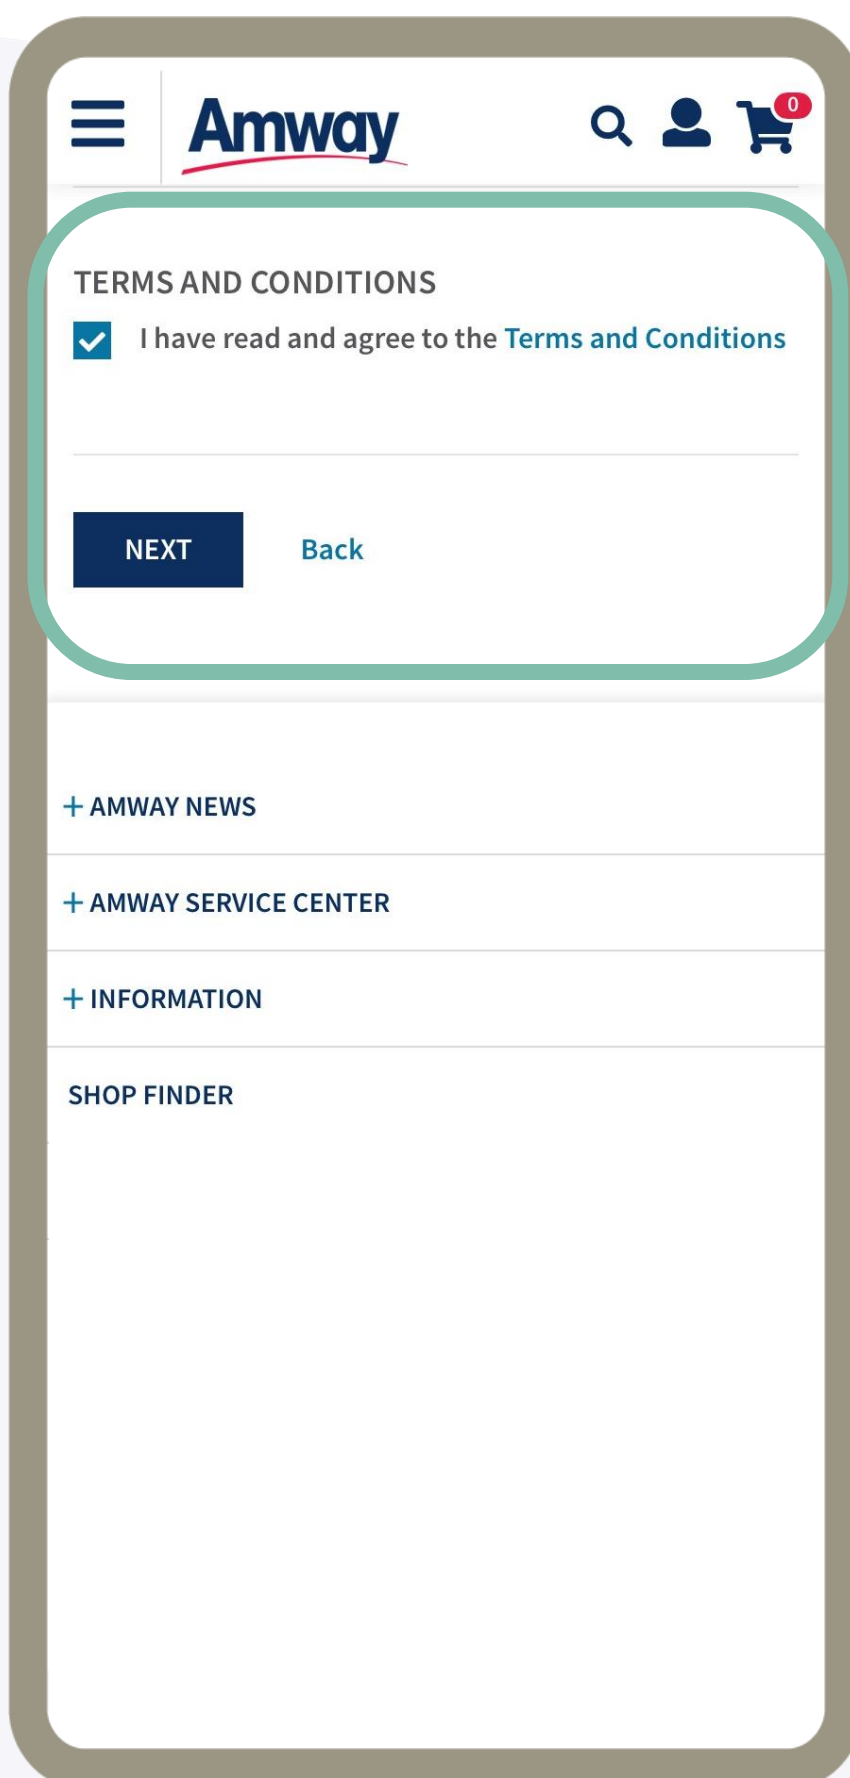 Amway
0
TERMS AND CONDITIONS
I have read and agree to the Terms and Conditions
NEXT
Back
+ AMWAY NEWS
+ AMWAY SERVICE CENTER
+ INFORMATION
SHOP FINDER